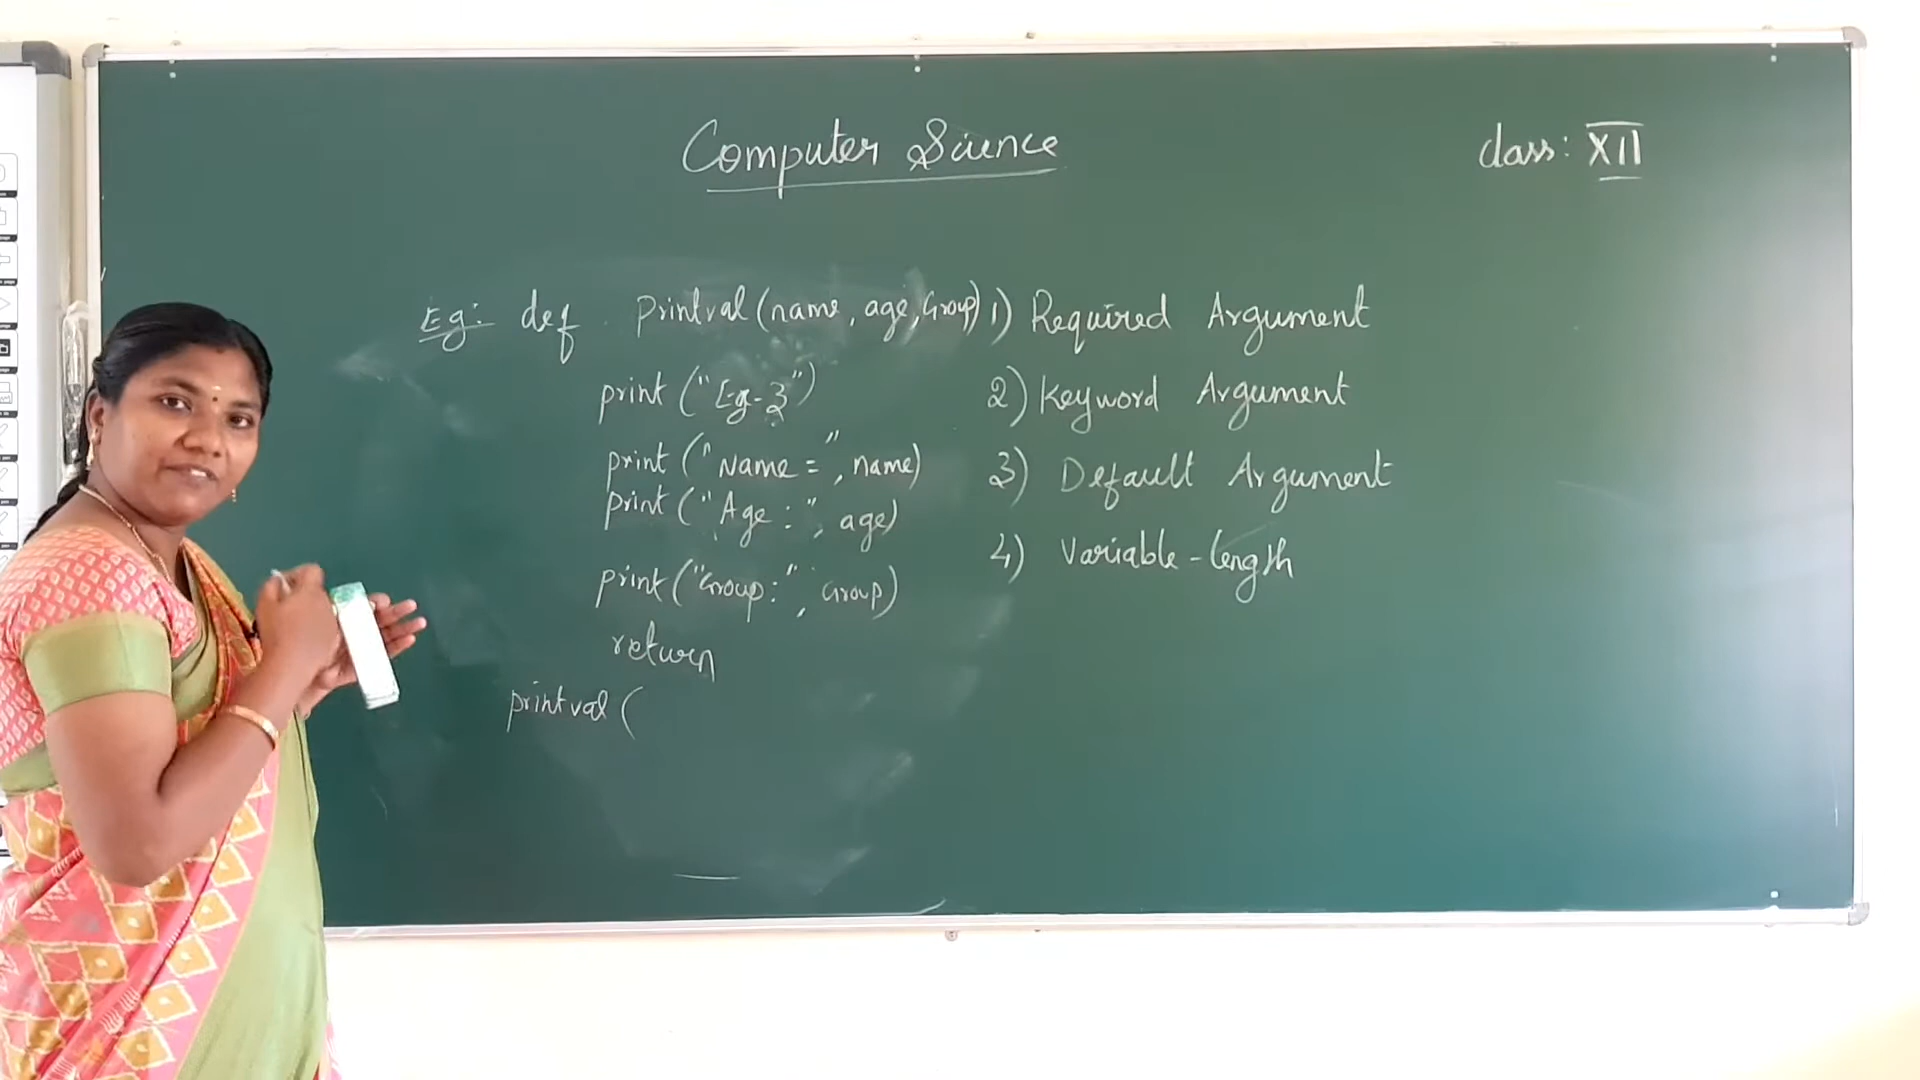 Computer Science
class: XII
Eg: def printval(name, age, Group)
print ("Eg-3")
print ("Name =", name)
print ("Age :", age)
print ("Group:", Group)
return
printval (
1) Required Argument
2) Keyword Argument
3) Default Argument
4) Variable-length